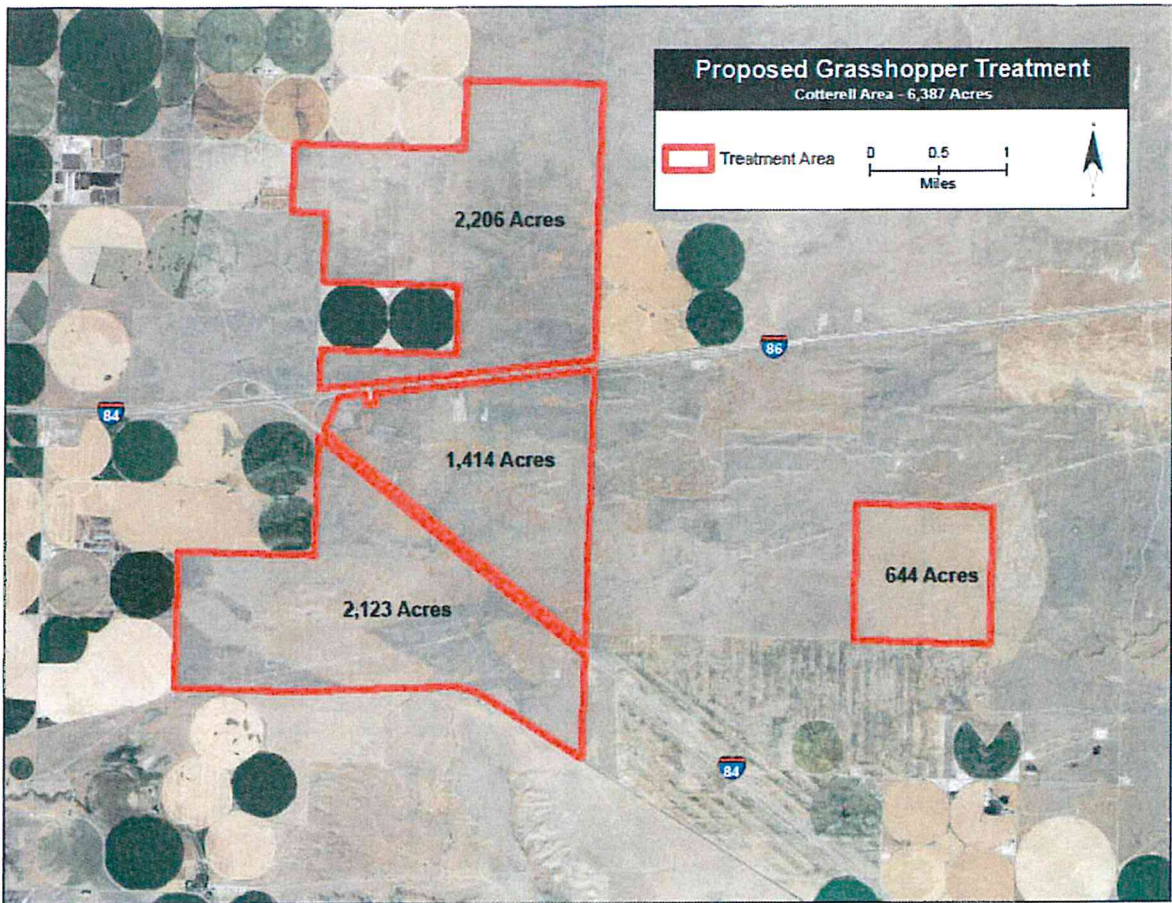 Proposed Grasshopper Treatment
Cotterell Area - 6,387 Acres
Treatment Area
0 0.5 1
Miles
2,206 Acres
86
84
1,414 Acres
644 Acres
2,123 Acres
84